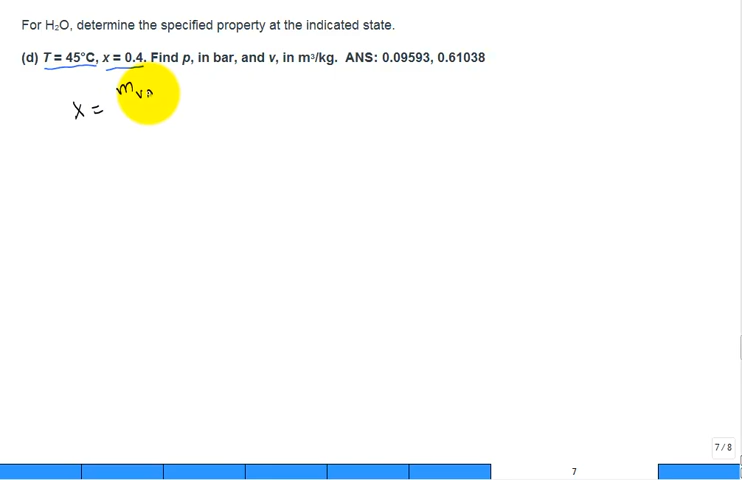 For H₂O, determine the specified property at the indicated state.
(d) T = 45°C, x = 0.4. Find p, in bar, and v, in m³/kg. ANS: 0.09593, 0.61038
x = m
7 / 8
7